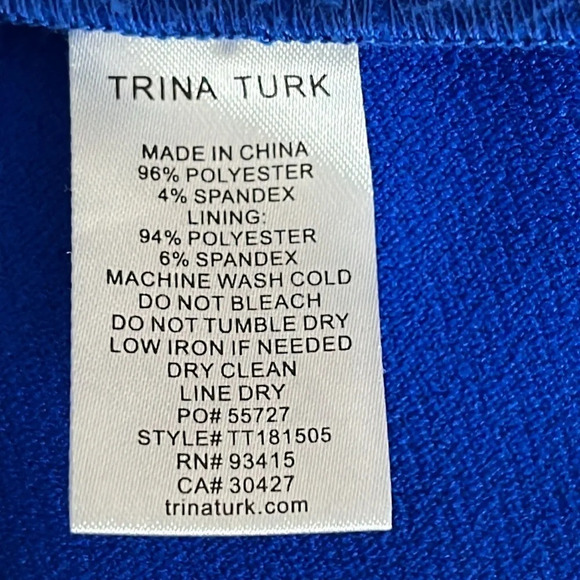 TRINA TURK
MADE IN CHINA
96% POLYESTER
4% SPANDEX
LINING:
94% POLYESTER
6% SPANDEX
MACHINE WASH COLD
DO NOT BLEACH
DO NOT TUMBLE DRY
LOW IRON IF NEEDED
DRY CLEAN
LINE DRY
PO# 55727
STYLE# TT181505
RN# 93415
CA# 30427
trinaturk.com